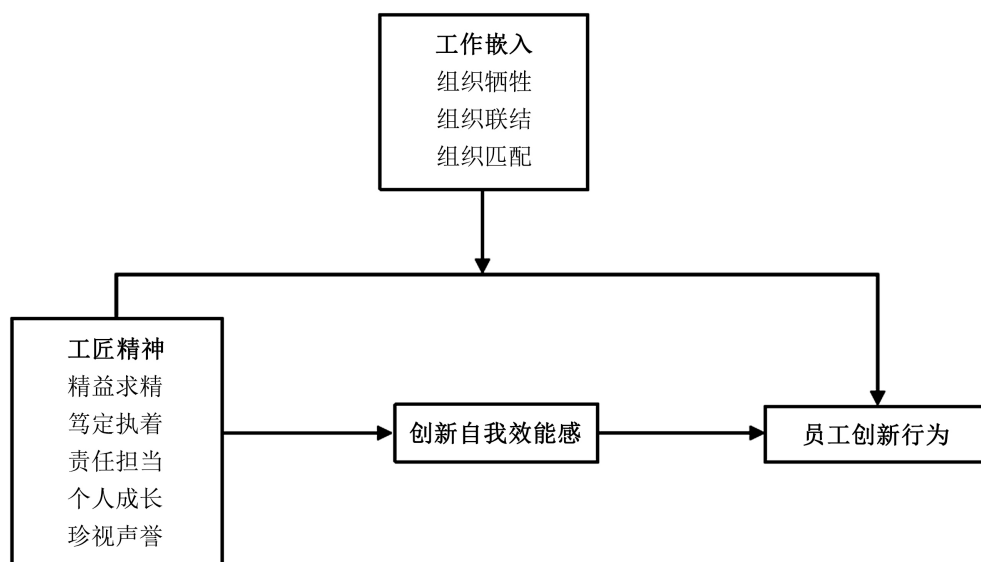 工作嵌入
组织牺牲
组织联结
组织匹配
工匠精神
精益求精
笃定执着
责任担当
个人成长
珍视声誉
创新自我效能感
员工创新行为